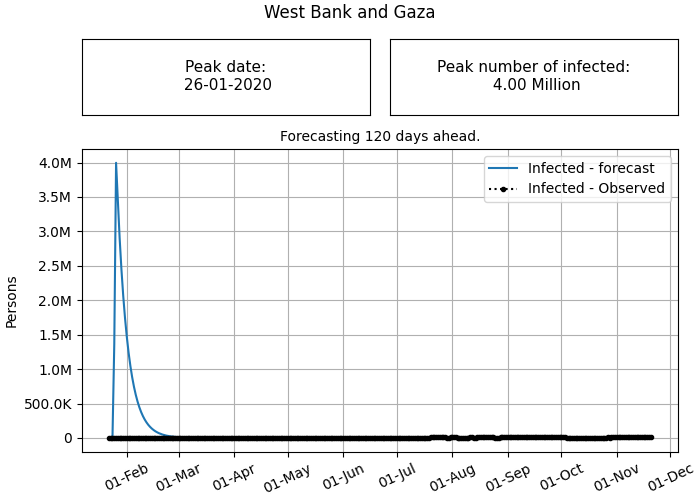 West Bank and Gaza
Peak date:
26-01-2020
Peak number of infected:
4.00 Million
Forecasting 120 days ahead.
Infected - forecast
Infected - Observed
Persons
4.0M
3.5M
3.0M
2.5M
2.0M
1.5M
1.0M
500.0K
0
01-Feb
01-Mar
01-Apr
01-May
01-Jun
01-Jul
01-Aug
01-Sep
01-Oct
01-Nov
01-Dec